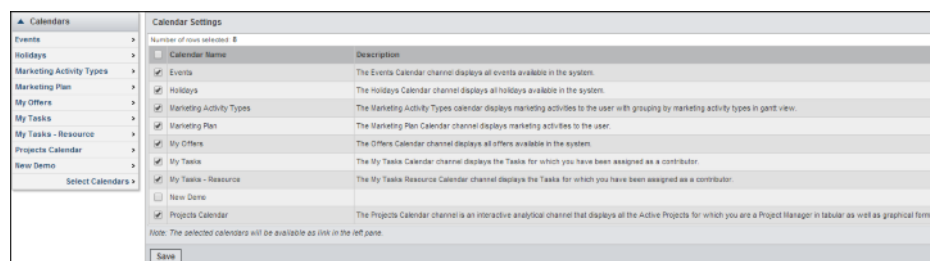 Calendars
Events
Holidays
Marketing Activity Types
Marketing Plan
My Offers
My Tasks
My Tasks - Resource
Projects Calendar
New Demo
Select Calendars
Calendar Settings
Number of rows selected: 8
Calendar Name Description
Events The Events Calendar channel displays all events available in the system.
Holidays The Holidays Calendar channel displays all holidays available in the system.
Marketing Activity Types The Marketing Activity Types calendar displays marketing activities to the user with grouping by marketing activity types in gantt view.
Marketing Plan The Marketing Plan Calendar channel displays marketing activities to the user.
My Offers The Offers Calendar channel displays all offers available in the system.
My Tasks The My Tasks Calendar channel displays the Tasks for which you have been assigned as a contributor.
My Tasks - Resource The My Tasks Resource Calendar channel displays the Tasks for which you have been assigned as a contributor.
New Demo
Projects Calendar The Projects Calendar channel is an interactive analytical channel that displays all the Active Projects for which you are a Project Manager in tabular as well as graphical form
Note: The selected calendars will be available as link in the left pane.
Save